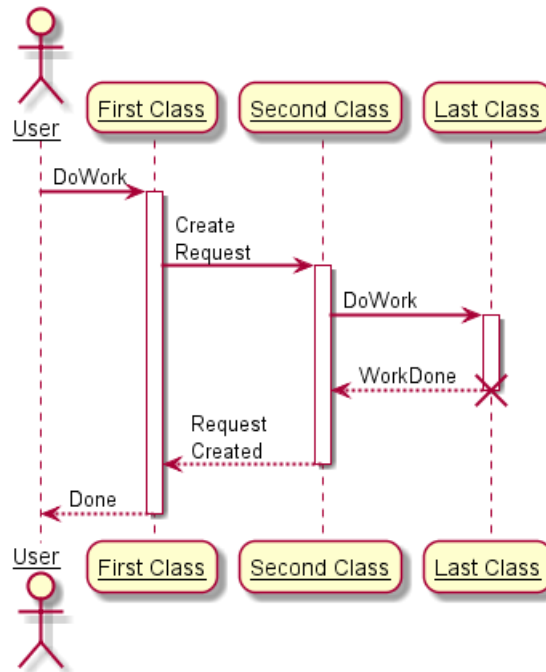 User
First Class
Second Class
Last Class
DoWork
Create
Request
DoWork
WorkDone
Request
Created
Done
User
First Class
Second Class
Last Class